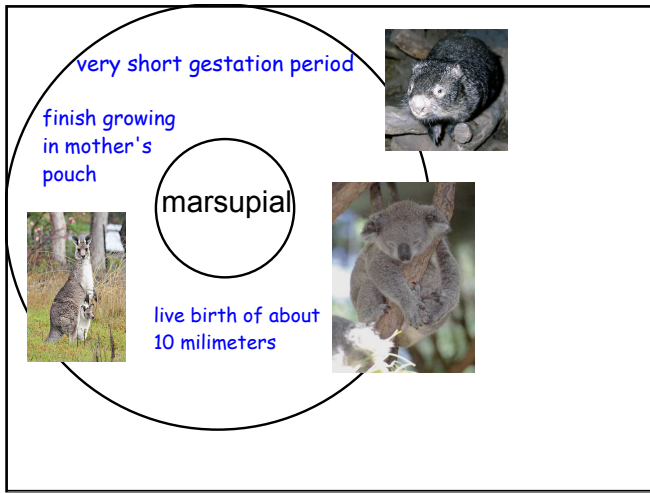 very short gestation period
finish growing
in mother's
pouch
marsupial
live birth of about
10 milimeters